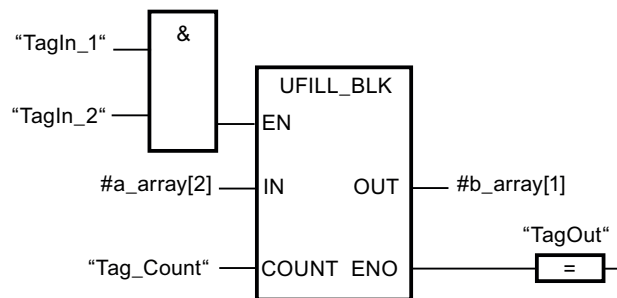 “TagIn_1“
&
“TagIn_2“
UFILL_BLK
EN
#a_array[2] IN OUT #b_array[1]
“TagOut“
“Tag_Count“ COUNT ENO =